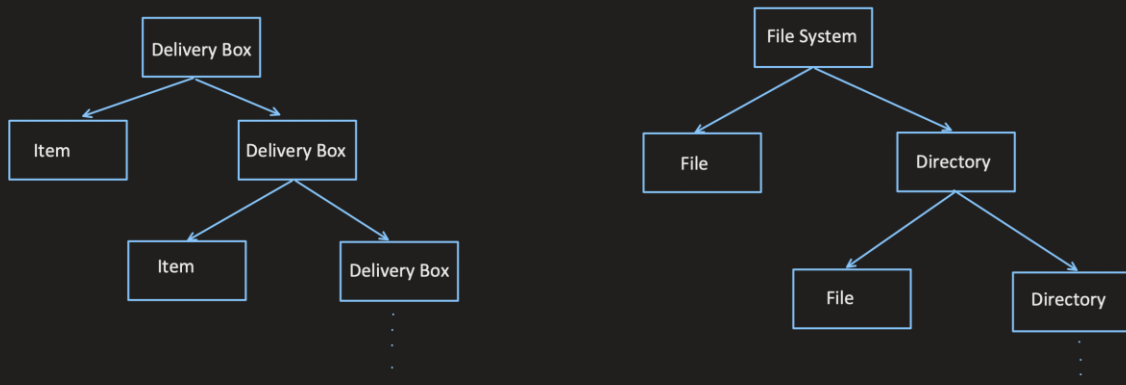 Delivery Box
Item
Delivery Box
Item
Delivery Box
File System
File
Directory
File
Directory